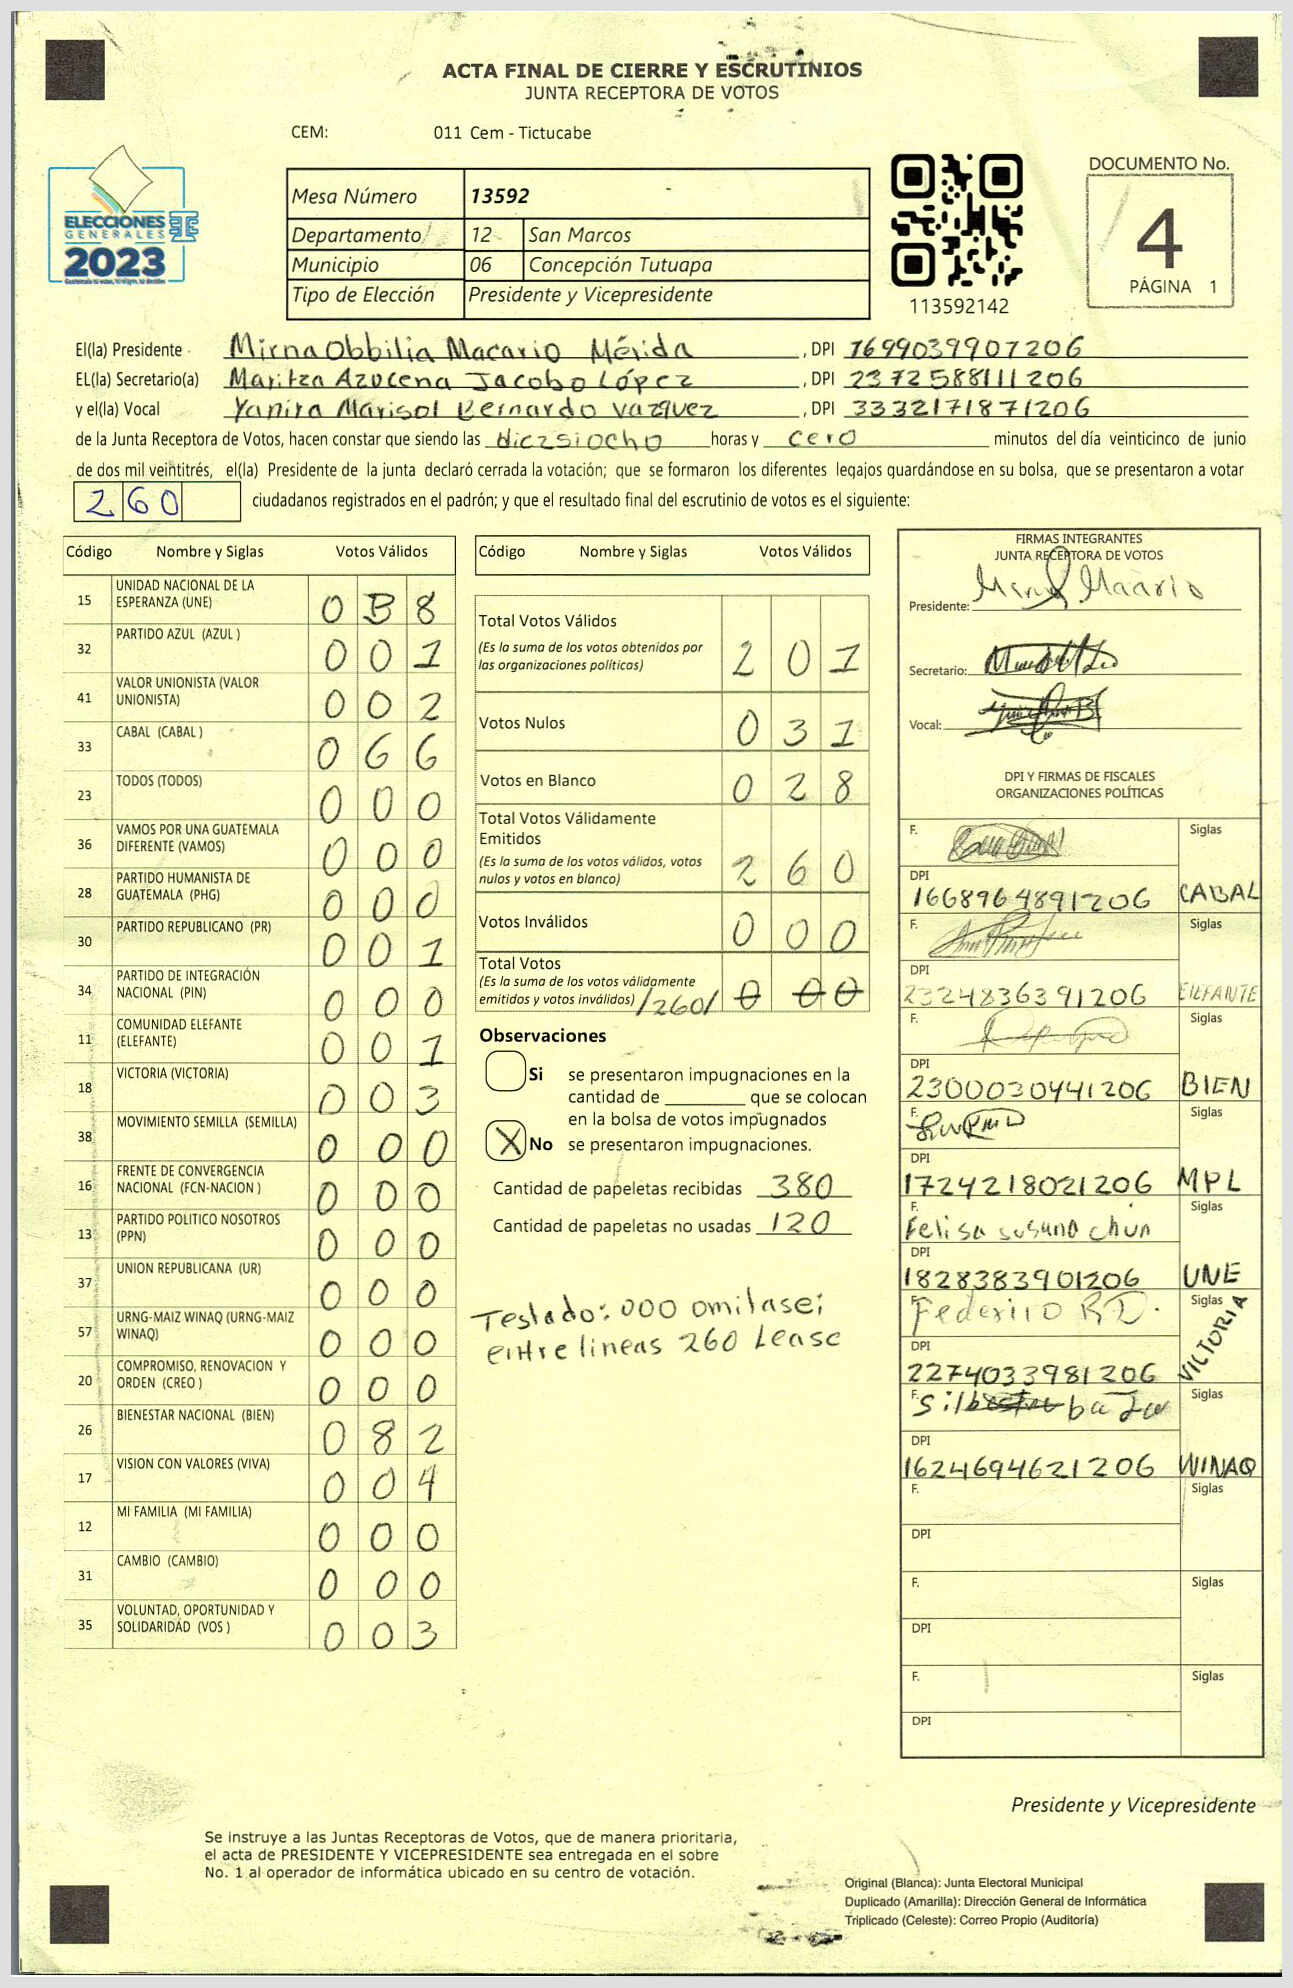 ACTA FINAL DE CIERRE Y ESCRUTINIOS
JUNTA RECEPTORA DE VOTOS
CEM: 011 Cem - Tictucabe
ELECCIONES
GENERALES
2023
TSE
Mesa Número 13592
Departamento 12 San Marcos
Municipio 06 Concepción Tutuapa
Tipo de Elección Presidente y Vicepresidente
113592142
DOCUMENTO No.
4
PÁGINA 1
El(la) Presidente Mirna Obbilia Macario Mérida , DPI 1699039907206
EL(la) Secretario(a) Maritza Azucena Jacobo López , DPI 2372588111206
y el(la) Vocal Yanira Marisol Bernardo Vazquez , DPI 3332171871206
de la Junta Receptora de Votos, hacen constar que siendo las dieciocho horas y cero minutos del día veinticinco de junio
de dos mil veintitrés, el(la) Presidente de la junta declaró cerrada la votación; que se formaron los diferentes legajos guardándose en su bolsa, que se presentaron a votar
260 ciudadanos registrados en el padrón; y que el resultado final del escrutinio de votos es el siguiente:
Código Nombre y Siglas Votos Válidos
15 UNIDAD NACIONAL DE LA ESPERANZA (UNE) 0 3 8
32 PARTIDO AZUL (AZUL ) 0 0 1
41 VALOR UNIONISTA (VALOR UNIONISTA) 0 0 2
33 CABAL (CABAL ) 0 6 6
23 TODOS (TODOS) 0 0 0
36 VAMOS POR UNA GUATEMALA DIFERENTE (VAMOS) 0 0 0
28 PARTIDO HUMANISTA DE GUATEMALA (PHG) 0 0 0
30 PARTIDO REPUBLICANO (PR) 0 0 1
34 PARTIDO DE INTEGRACIÓN NACIONAL (PIN) 0 0 0
11 COMUNIDAD ELEFANTE (ELEFANTE) 0 0 1
18 VICTORIA (VICTORIA) 0 0 3
38 MOVIMIENTO SEMILLA (SEMILLA) 0 0 0
16 FRENTE DE CONVERGENCIA NACIONAL (FCN-NACION ) 0 0 0
13 PARTIDO POLITICO NOSOTROS (PPN) 0 0 0
37 UNION REPUBLICANA (UR) 0 0 0
57 URNG-MAIZ WINAQ (URNG-MAIZ WINAQ) 0 0 0
20 COMPROMISO, RENOVACION Y ORDEN (CREO ) 0 0 0
26 BIENESTAR NACIONAL (BIEN) 0 8 2
17 VISION CON VALORES (VIVA) 0 0 4
12 MI FAMILIA (MI FAMILIA) 0 0 0
31 CAMBIO (CAMBIO) 0 0 0
35 VOLUNTAD, OPORTUNIDAD Y SOLIDARIDAD (VOS ) 0 0 3
Código Nombre y Siglas Votos Válidos
Total Votos Válidos 2 0 1
(Es la suma de los votos obtenidos por
las organizaciones políticas)
Votos Nulos 0 3 1
Votos en Blanco 0 2 8
Total Votos Válidamente
Emitidos 2 6 0
(Es la suma de los votos válidos, votos
nulos y votos en blanco)
Votos Inválidos 0 0 0
Total Votos
(Es la suma de los votos válidamente
emitidos y votos inválidos) /260/ 0 0 0
Observaciones
Si se presentaron impugnaciones en la
cantidad de ________ que se colocan
en la bolsa de votos impugnados
X No se presentaron impugnaciones.
Cantidad de papeletas recibidas 380
Cantidad de papeletas no usadas 120
Testado: 000 omitase;
entre lineas 260 Lease
FIRMAS INTEGRANTES
JUNTA RECEPTORA DE VOTOS
Presidente:
Secretario:
Vocal:
DPI Y FIRMAS DE FISCALES
ORGANIZACIONES POLÍTICAS
F. Siglas
DPI
1668964891206 CABAL
F. Siglas
DPI
2324836391206 ELEFANTE
F. Siglas
DPI
2300030441206 BIEN
F. Siglas
DPI
1724218021206 MPL
F. Siglas
Felisa susana chun
DPI
1828383901206 UNE
F. Siglas
Federico R.D.
DPI
2274033981206 VICTORIA
F. Siglas
DPI
1624694621206 WINAQ
F. Siglas
DPI
F. Siglas
DPI
F. Siglas
DPI
Presidente y Vicepresidente
Se instruye a las Juntas Receptoras de Votos, que de manera prioritaria,
el acta de PRESIDENTE Y VICEPRESIDENTE sea entregada en el sobre
No. 1 al operador de informática ubicado en su centro de votación.
Original (Blanca): Junta Electoral Municipal
Duplicado (Amarilla): Dirección General de Informática
Triplicado (Celeste): Correo Propio (Auditoría)